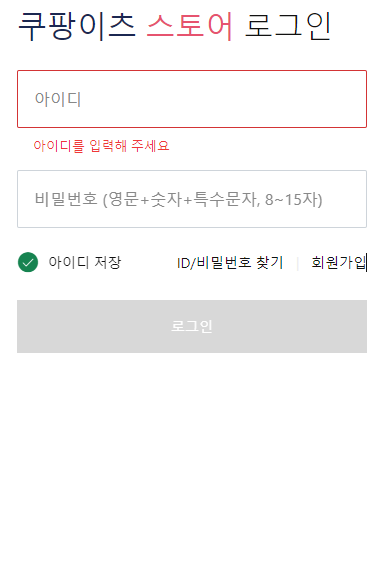 쿠팡이츠 스토어 로그인
아이디
아이디를 입력해 주세요
비밀번호 (영문+숫자+특수문자, 8~15자)
아이디 저장 ID/비밀번호 찾기 | 회원가입
로그인